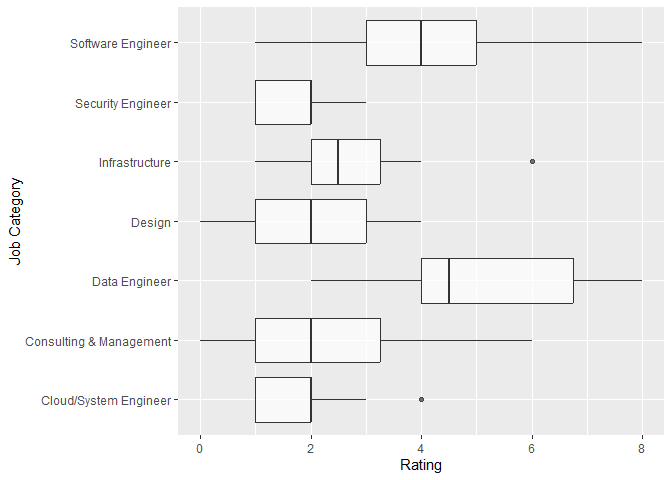 Software Engineer
Security Engineer
Infrastructure
Design
Data Engineer
Consulting & Management
Cloud/System Engineer
Job Category
0 2 4 6 8
Rating